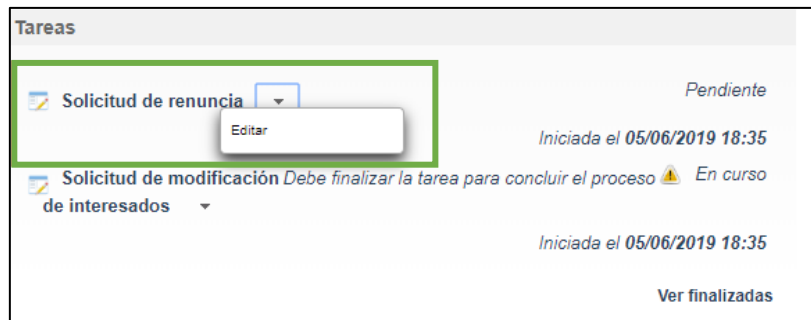 Tareas
Solicitud de renuncia
Pendiente
Editar
Iniciada el 05/06/2019 18:35
Solicitud de modificación Debe finalizar la tarea para concluir el proceso En curso
de interesados
Iniciada el 05/06/2019 18:35
Ver finalizadas